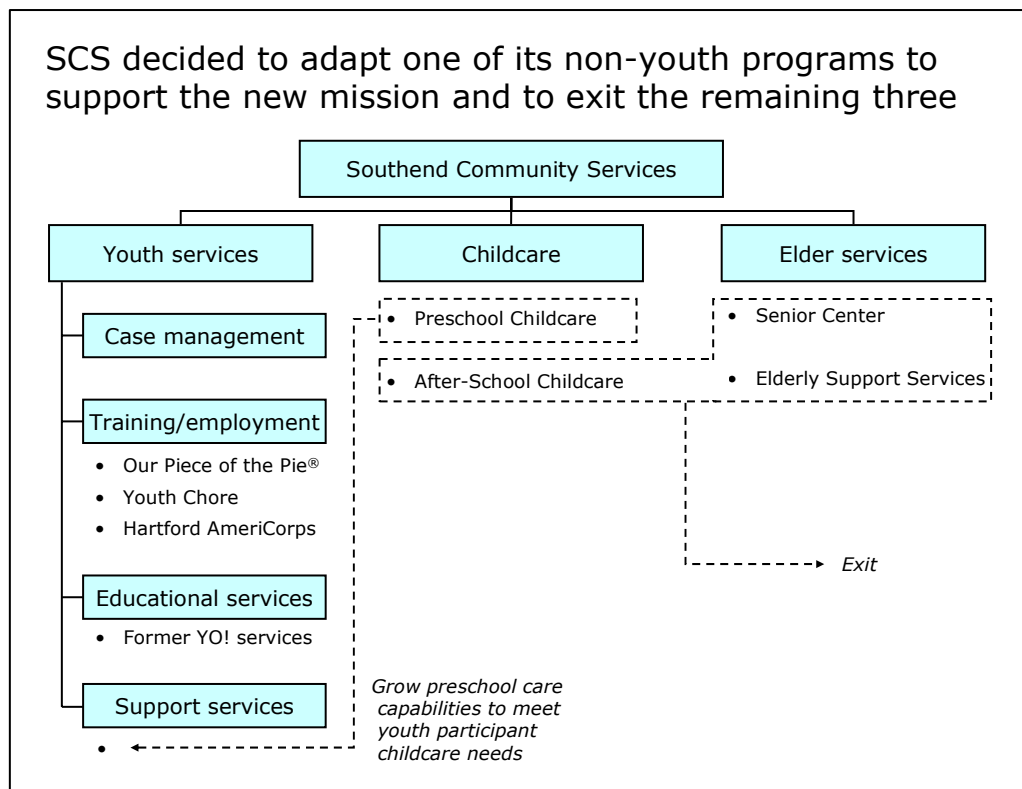 SCS decided to adapt one of its non-youth programs to
support the new mission and to exit the remaining three
Southend Community Services
Youth services
Childcare
Elder services
• Preschool Childcare
• Senior Center
Case management
• After-School Childcare
• Elderly Support Services
Training/employment
• Our Piece of the Pie®
• Youth Chore
• Hartford AmeriCorps
Exit
Educational services
• Former YO! services
Support services
•
Grow preschool care
capabilities to meet
youth participant
childcare needs